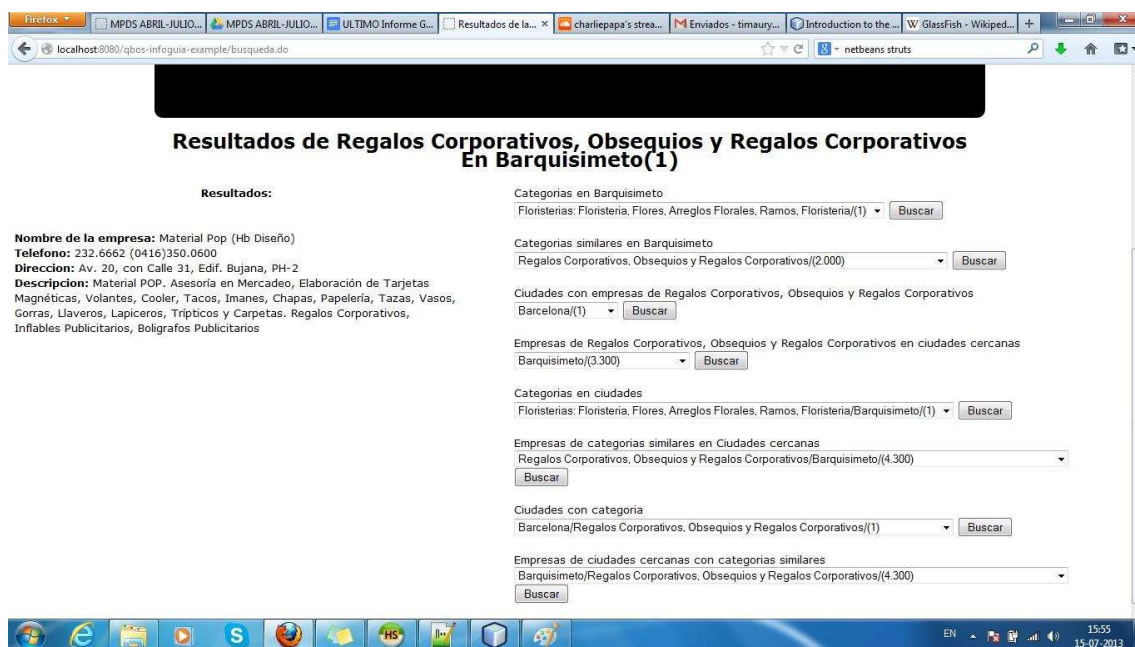 Firefox
MPDS ABRIL-JULIO...
MPDS ABRIL-JULIO...
ULTIMO Informe G...
Resultados de la...
charliepapa's strea...
Enviados - timaury...
Introduction to the ...
GlassFish - Wikiped...
localhost:8080/qbos-infoguia-example/busqueda.do
netbeans struts
Resultados de Regalos Corporativos, Obsequios y Regalos Corporativos
En Barquisimeto(1)
Resultados:
Nombre de la empresa: Material Pop (Hb Diseño)
Telefono: 232.6662 (0416)350.0600
Direccion: Av. 20, con Calle 31, Edif. Bujana, PH-2
Descripcion: Material POP. Asesoría en Mercadeo, Elaboración de Tarjetas
Magnéticas, Volantes, Cooler, Tacos, Imanes, Chapas, Papelería, Tazas, Vasos,
Gorras, Llaveros, Lapiceros, Trípticos y Carpetas. Regalos Corporativos,
Inflables Publicitarios, Boligrafos Publicitarios
Categorias en Barquisimeto
Floristerias: Floristeria, Flores, Arreglos Florales, Ramos, Floristeria/(1) Buscar
Categorias similares en Barquisimeto
Regalos Corporativos, Obsequios y Regalos Corporativos/(2.000) Buscar
Ciudades con empresas de Regalos Corporativos, Obsequios y Regalos Corporativos
Barcelona/(1) Buscar
Empresas de Regalos Corporativos, Obsequios y Regalos Corporativos en ciudades cercanas
Barquisimeto/(3.300) Buscar
Categorias en ciudades
Floristerias: Floristeria, Flores, Arreglos Florales, Ramos, Floristeria/Barquisimeto/(1) Buscar
Empresas de categorias similares en Ciudades cercanas
Regalos Corporativos, Obsequios y Regalos Corporativos/Barquisimeto/(4.300)
Buscar
Ciudades con categoria
Barcelona/Regalos Corporativos, Obsequios y Regalos Corporativos/(1) Buscar
Empresas de ciudades cercanas con categorias similares
Barquisimeto/Regalos Corporativos, Obsequios y Regalos Corporativos/(4.300)
Buscar
HS
EN
15:55
15-07-2013